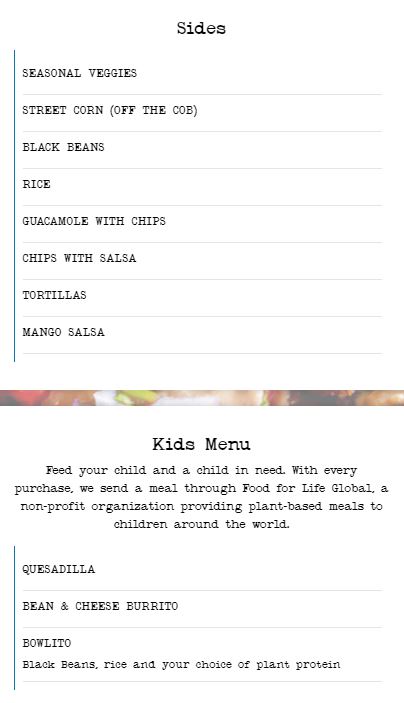 Sides
SEASONAL VEGGIES
STREET CORN (OFF THE COB)
BLACK BEANS
RICE
GUACAMOLE WITH CHIPS
CHIPS WITH SALSA
TORTILLAS
MANGO SALSA
Kids Menu
Feed your child and a child in need. With every
purchase, we send a meal through Food for Life Global, a
non-profit organization providing plant-based meals to
children around the world.
QUESADILLA
BEAN & CHEESE BURRITO
BOWLITO
Black Beans, rice and your choice of plant protein